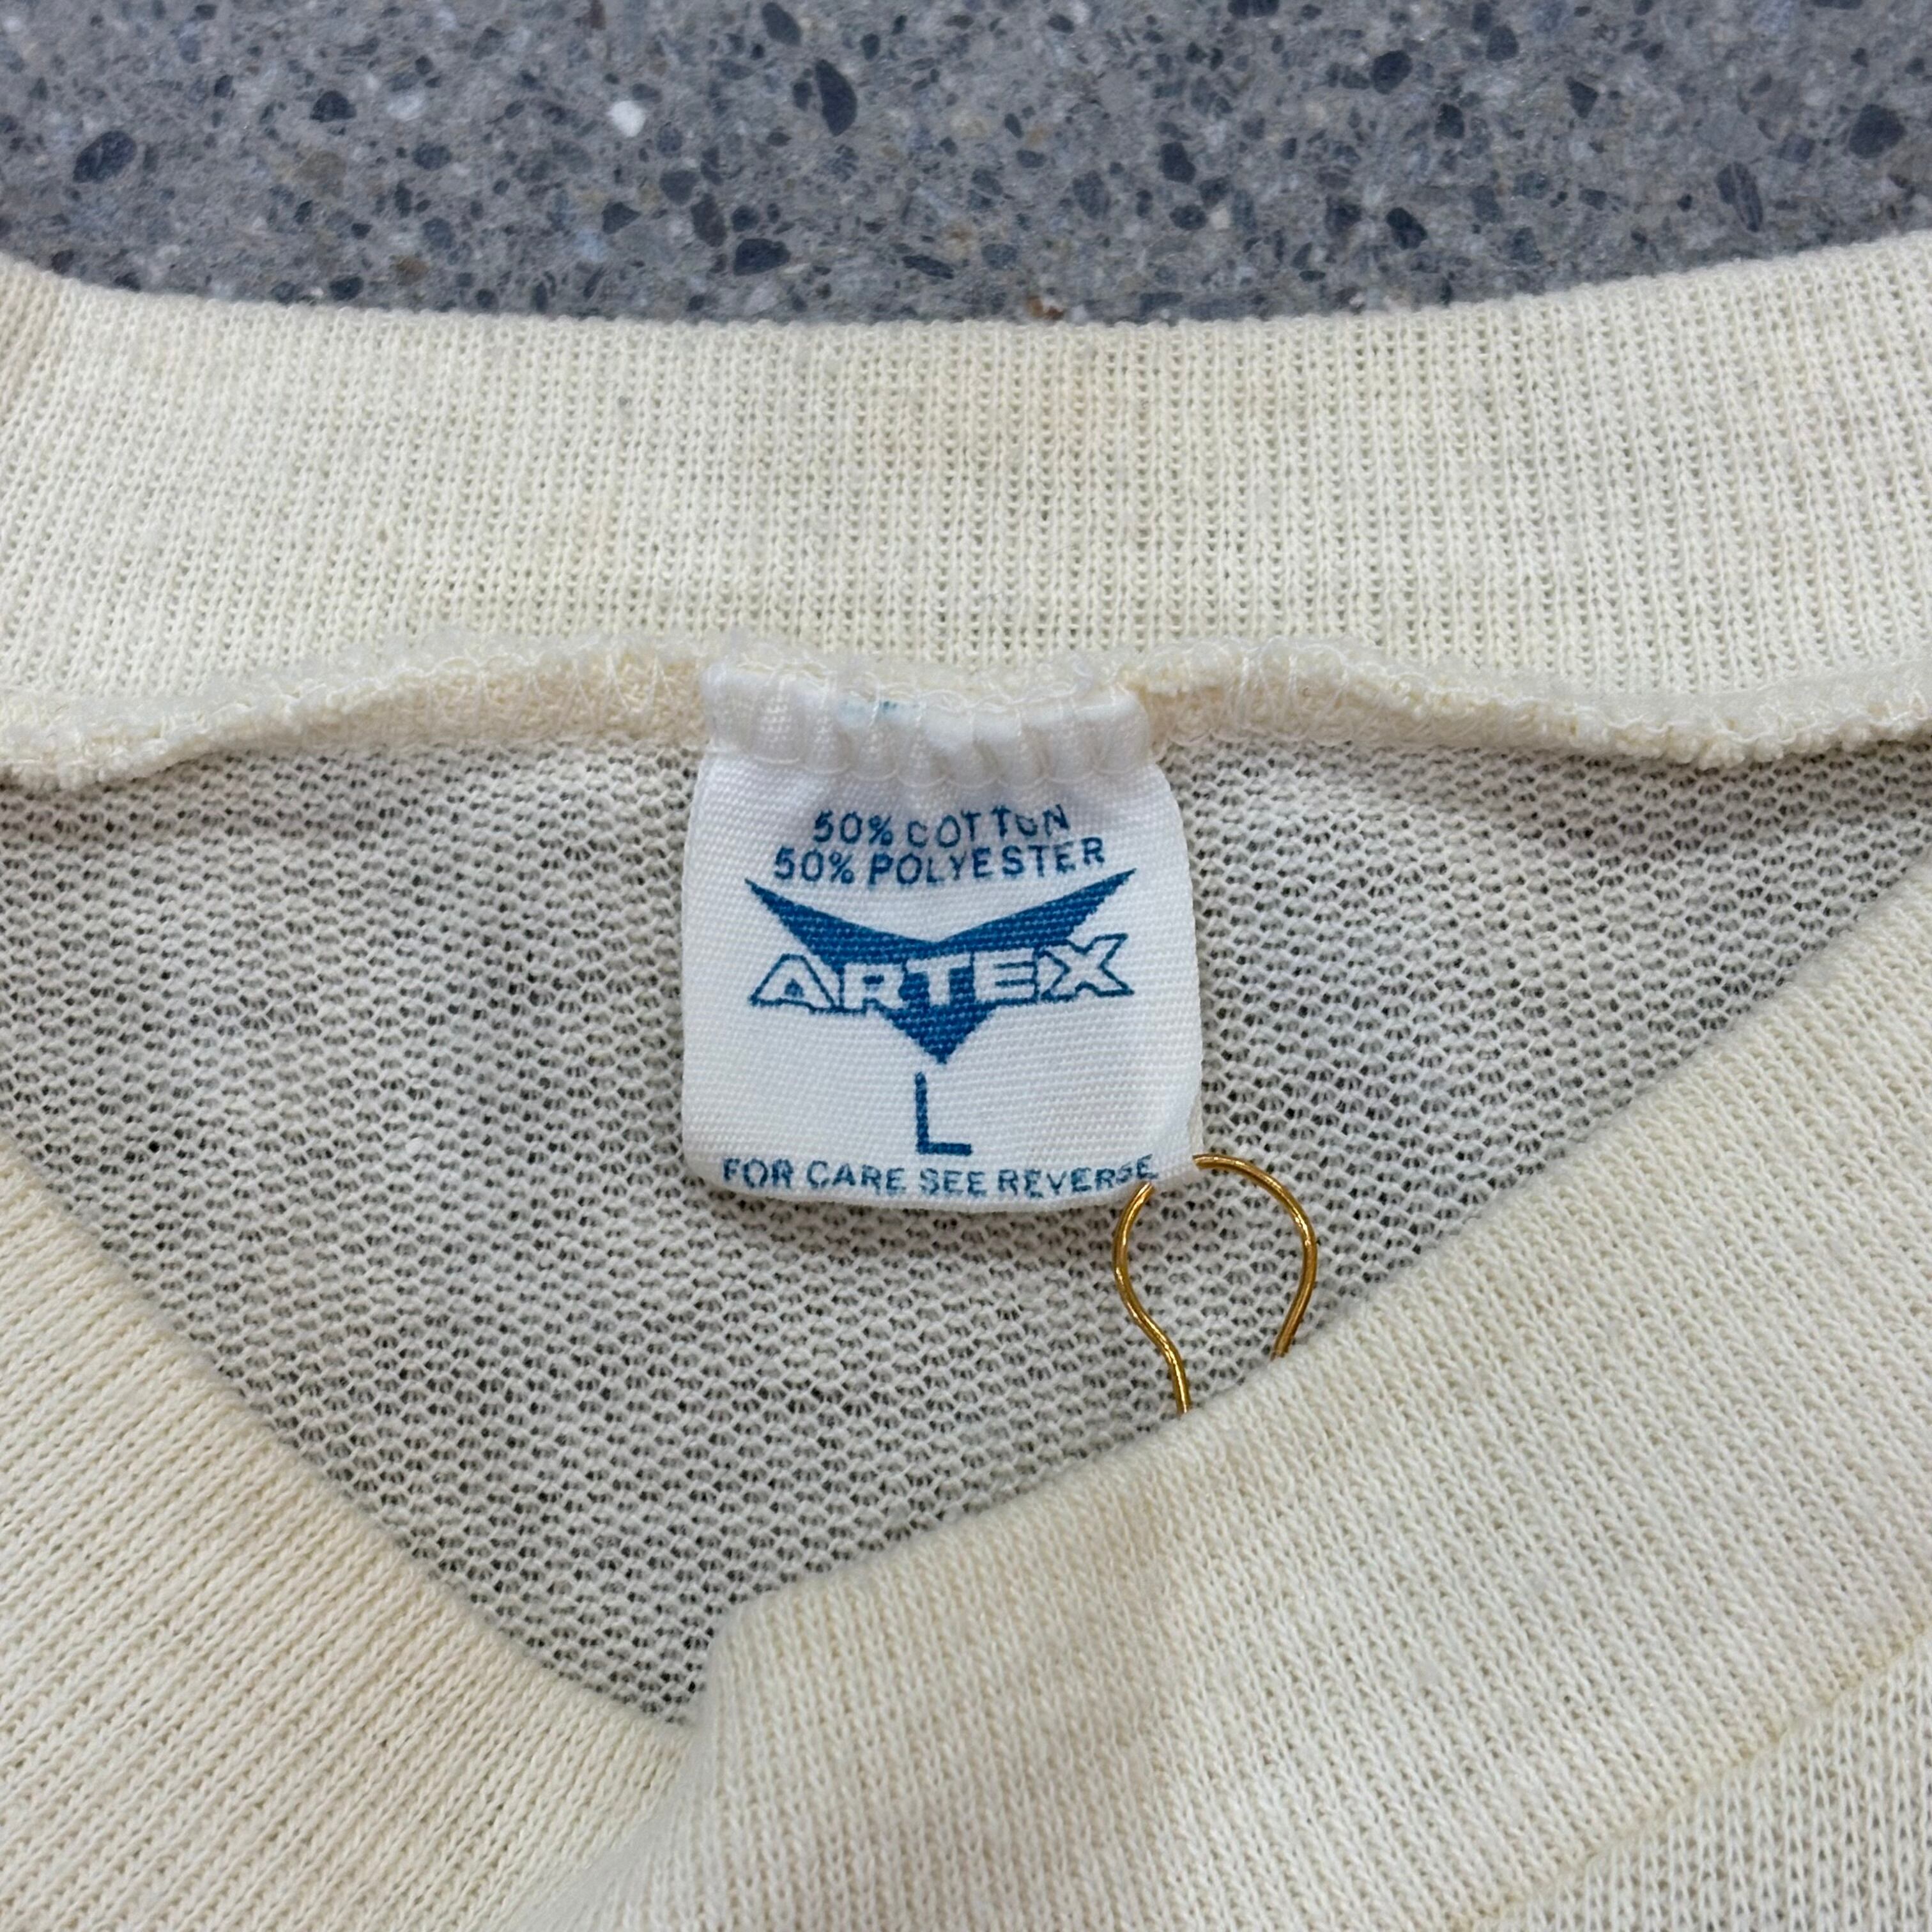 50% COTTON
50% POLYESTER
ARTEX
L
FOR CARE SEE REVERSE